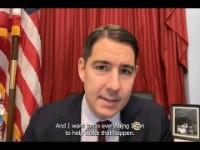 And I want to do everything I can
to help make that happen.